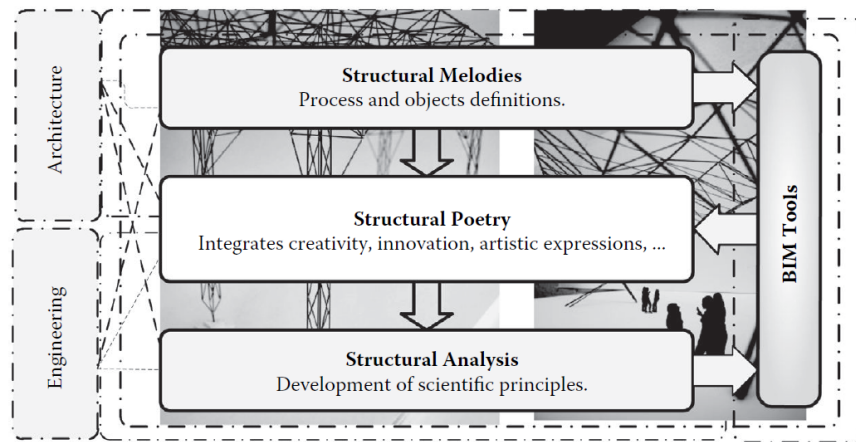 Architecture
Engineering
Structural Melodies
Process and objects definitions.
Structural Poetry
Integrates creativity, innovation, artistic expressions, ...
Structural Analysis
Development of scientific principles.
BIM Tools